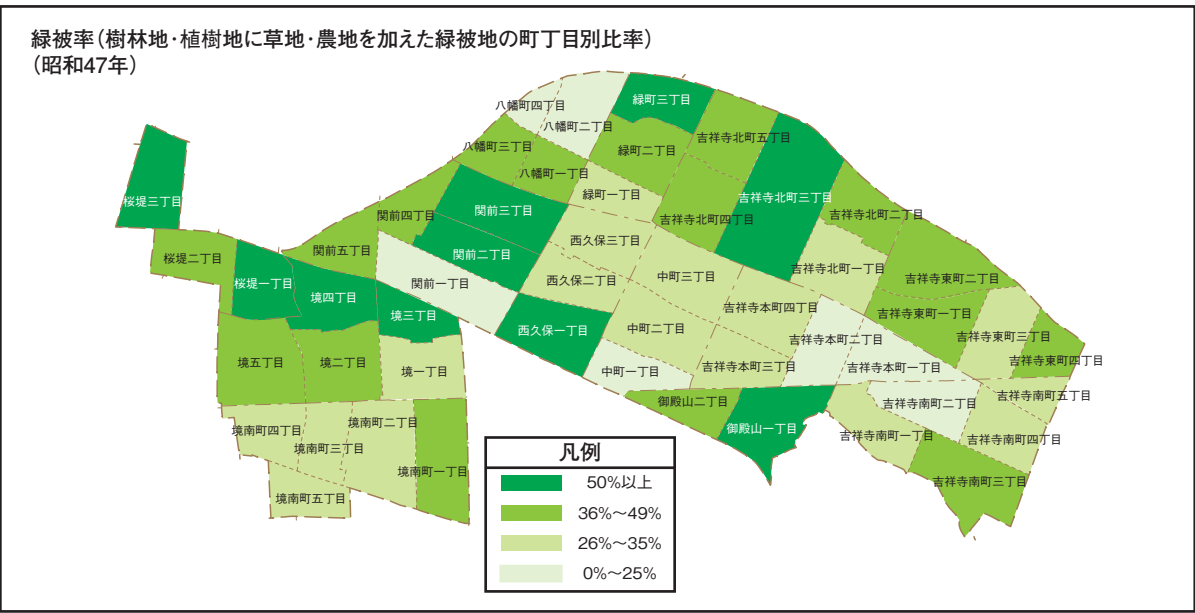 緑被率(樹林地･植樹地に草地･農地を加えた緑被地の町丁目別比率)
(昭和47年)
八幡町四丁目
緑町三丁目
八幡町二丁目
吉祥寺北町五丁目
八幡町三丁目
緑町二丁目
八幡町一丁目
緑町一丁目
桜堤三丁目
吉祥寺北町三丁目
関前四丁目
関前三丁目
吉祥寺北町四丁目
吉祥寺北町二丁目
西久保三丁目
関前五丁目
関前二丁目
桜堤二丁目
吉祥寺北町一丁目
中町三丁目
吉祥寺東町二丁目
西久保二丁目
関前一丁目
桜堤一丁目
境四丁目
吉祥寺本町四丁目
吉祥寺東町一丁目
境三丁目
西久保一丁目
中町二丁目
吉祥寺本町二丁目
吉祥寺東町三丁目
境五丁目
境二丁目
吉祥寺東町四丁目
境一丁目
中町一丁目
吉祥寺本町三丁目
吉祥寺本町一丁目
吉祥寺南町五丁目
御殿山二丁目
吉祥寺南町二丁目
境南町二丁目
境南町四丁目
御殿山一丁目
吉祥寺南町一丁目
吉祥寺南町四丁目
境南町三丁目
境南町一丁目
吉祥寺南町三丁目
境南町五丁目
凡例
50%以上
36%～49%
26%～35%
0%～25%